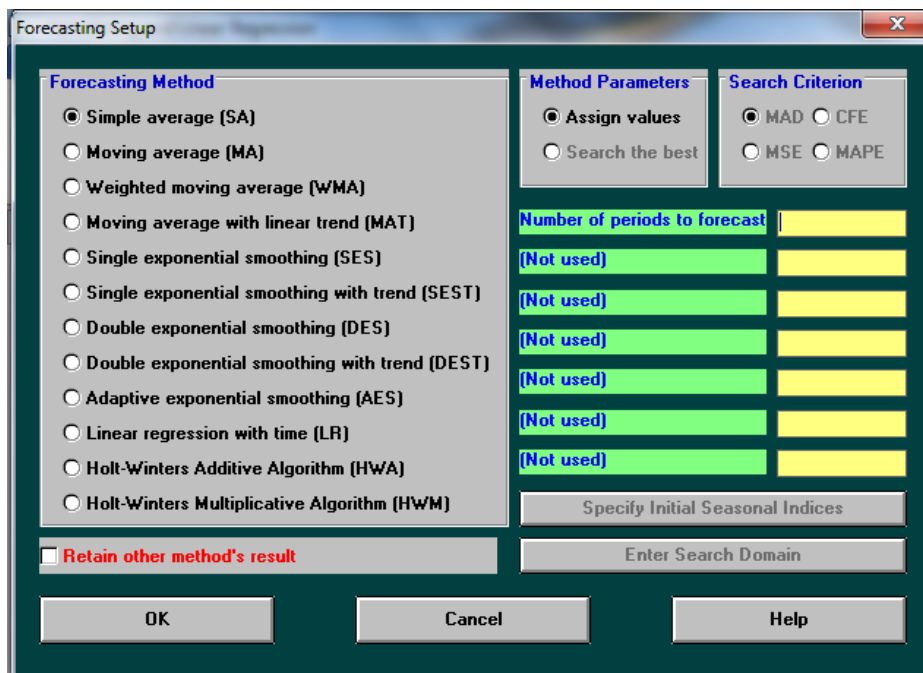 Forecasting Setup
Forecasting Method
Simple average (SA)
Moving average (MA)
Weighted moving average (WMA)
Moving average with linear trend (MAT)
Single exponential smoothing (SES)
Single exponential smoothing with trend (SEST)
Double exponential smoothing (DES)
Double exponential smoothing with trend (DEST)
Adaptive exponential smoothing (AES)
Linear regression with time (LR)
Holt-Winters Additive Algorithm (HWA)
Holt-Winters Multiplicative Algorithm (HWM)
Retain other method's result
Method Parameters
Assign values
Search the best
Search Criterion
MAD CFE
MSE MAPE
Number of periods to forecast
(Not used)
(Not used)
(Not used)
(Not used)
(Not used)
(Not used)
Specify Initial Seasonal Indices
Enter Search Domain
OK Cancel Help